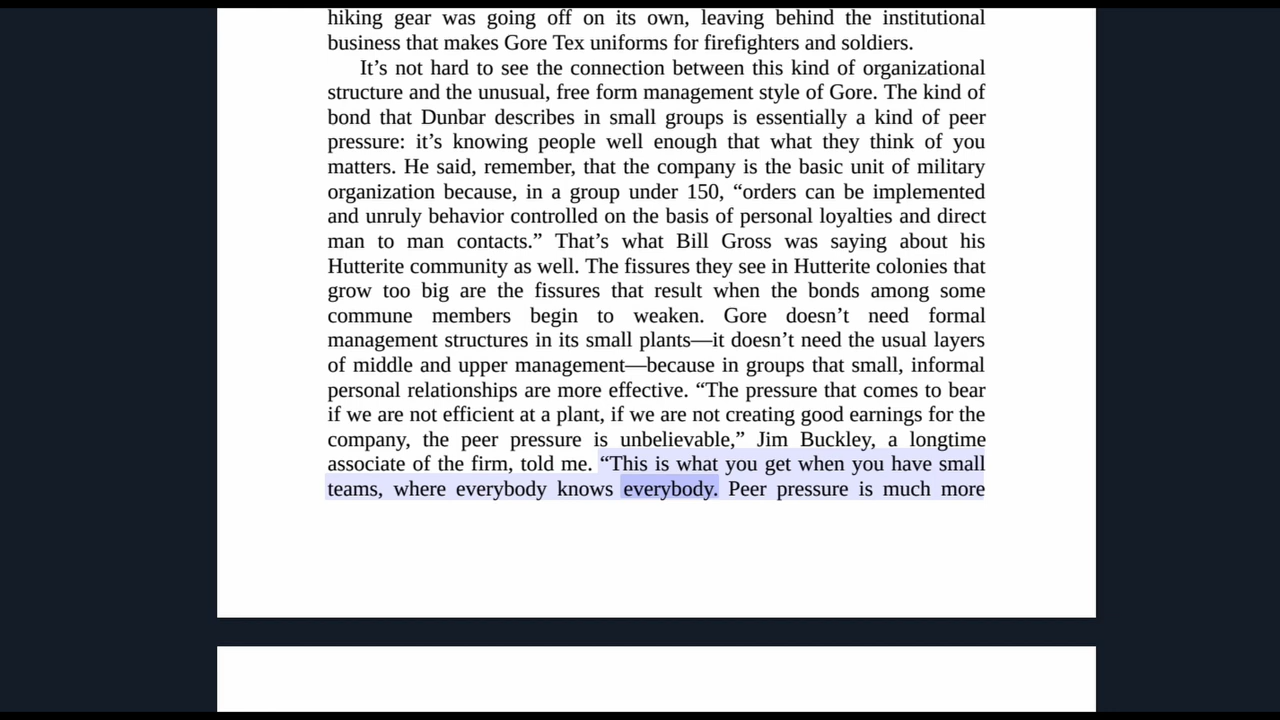 hiking gear was going off on its own, leaving behind the institutional
business that makes Gore Tex uniforms for firefighters and soldiers.
It’s not hard to see the connection between this kind of organizational
structure and the unusual, free form management style of Gore. The kind of
bond that Dunbar describes in small groups is essentially a kind of peer
pressure: it’s knowing people well enough that what they think of you
matters. He said, remember, that the company is the basic unit of military
organization because, in a group under 150, “orders can be implemented
and unruly behavior controlled on the basis of personal loyalties and direct
man to man contacts.” That’s what Bill Gross was saying about his
Hutterite community as well. The fissures they see in Hutterite colonies that
grow too big are the fissures that result when the bonds among some
commune members begin to weaken. Gore doesn’t need formal
management structures in its small plants—it doesn’t need the usual layers
of middle and upper management—because in groups that small, informal
personal relationships are more effective. “The pressure that comes to bear
if we are not efficient at a plant, if we are not creating good earnings for the
company, the peer pressure is unbelievable,” Jim Buckley, a longtime
associate of the firm, told me. “This is what you get when you have small
teams, where everybody knows everybody. Peer pressure is much more